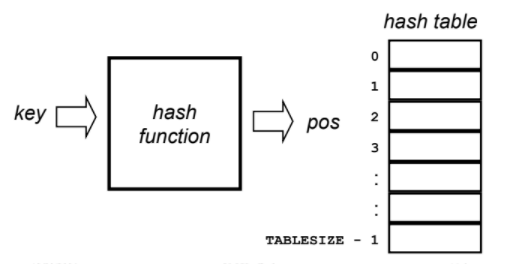 hash table
0
1
key
hash
function
pos
2
3
:
:
TABLESIZE - 1